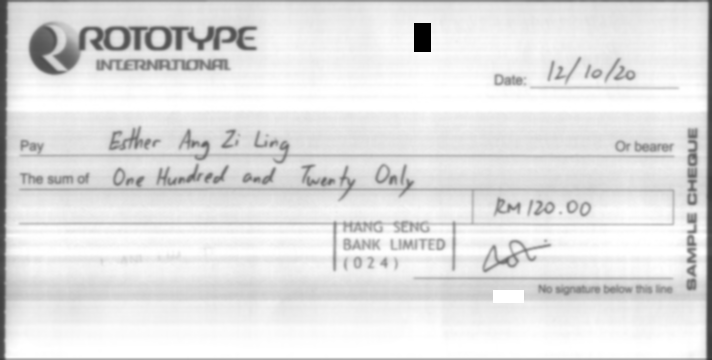 ROTOTYPE
INTERNATIONAL
Date: 12/10/20
Pay Esther Ang Zi Ling Or bearer
The sum of One Hundred and Twenty Only
RM 120.00
HANG SENG
BANK LIMITED
(024)
No signature below this line
SAMPLE CHEQUE